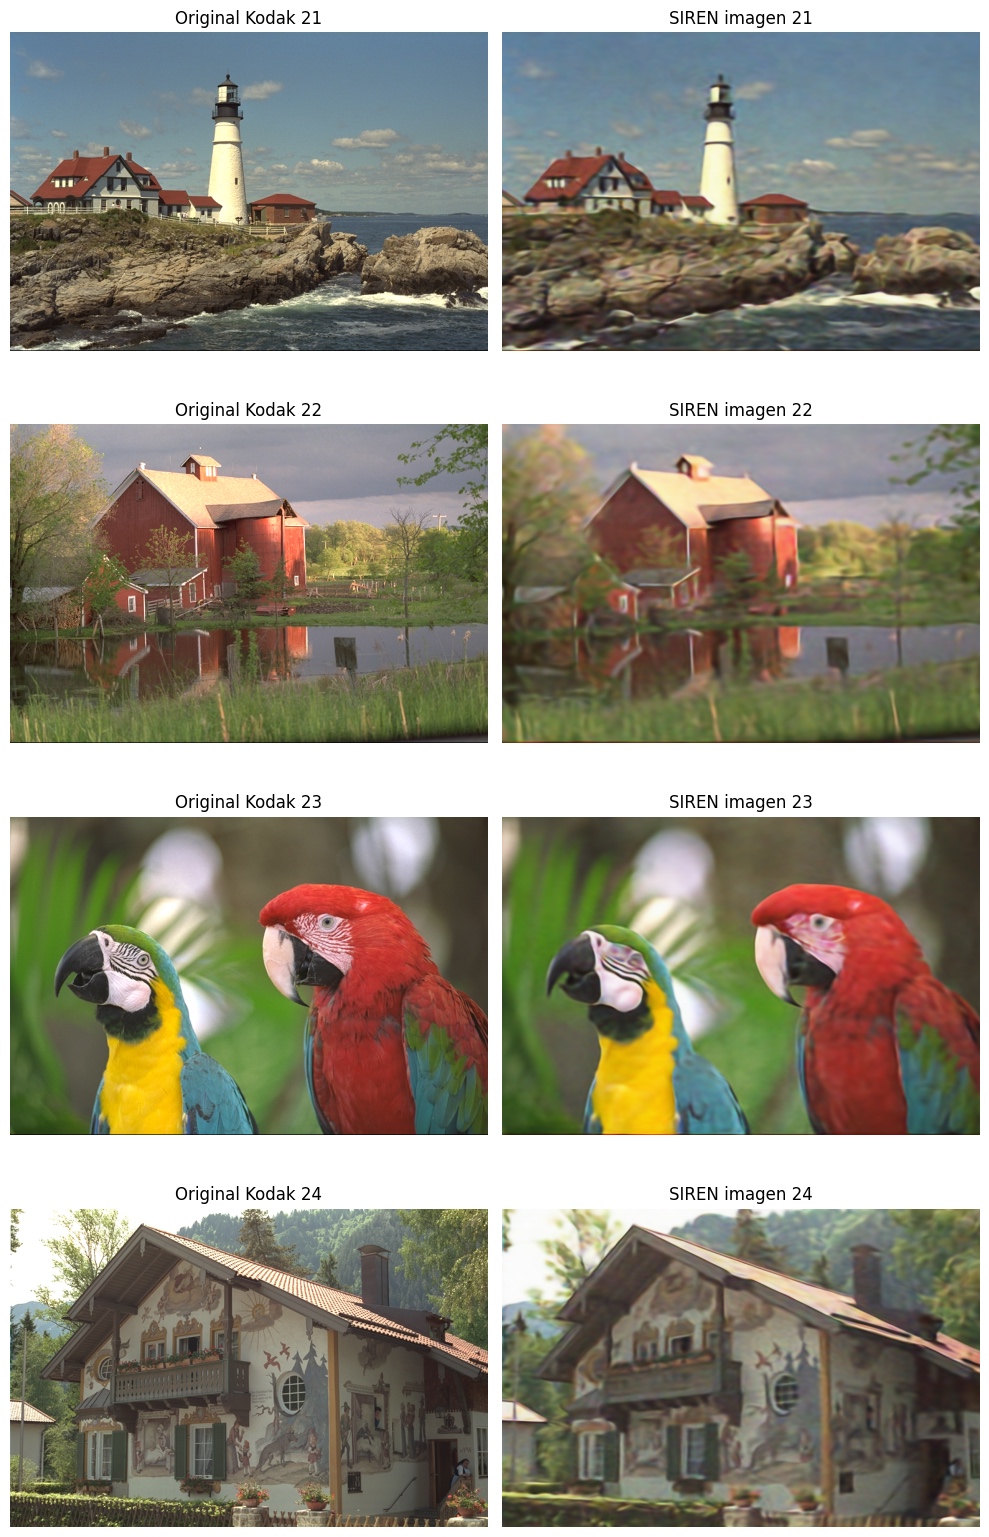 Original Kodak 21
SIREN imagen 21
Original Kodak 22
SIREN imagen 22
Original Kodak 23
SIREN imagen 23
Original Kodak 24
SIREN imagen 24